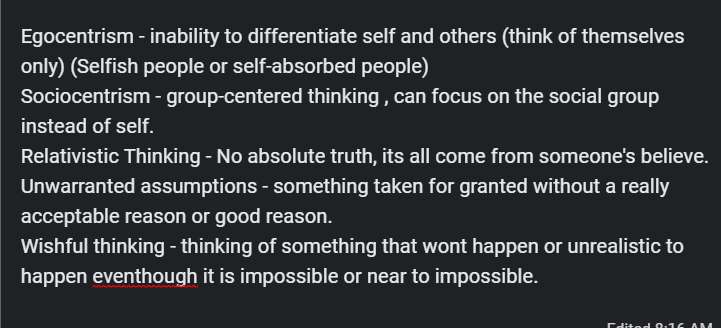 Egocentrism - inability to differentiate self and others (think of themselves
only) (Selfish people or self-absorbed people)
Sociocentrism - group-centered thinking , can focus on the social group
instead of self.
Relativistic Thinking - No absolute truth, its all come from someone's believe.
Unwarranted assumptions - something taken for granted without a really
acceptable reason or good reason.
Wishful thinking - thinking of something that wont happen or unrealistic to
happen eventhough it is impossible or near to impossible.
Edited 8:16 AM